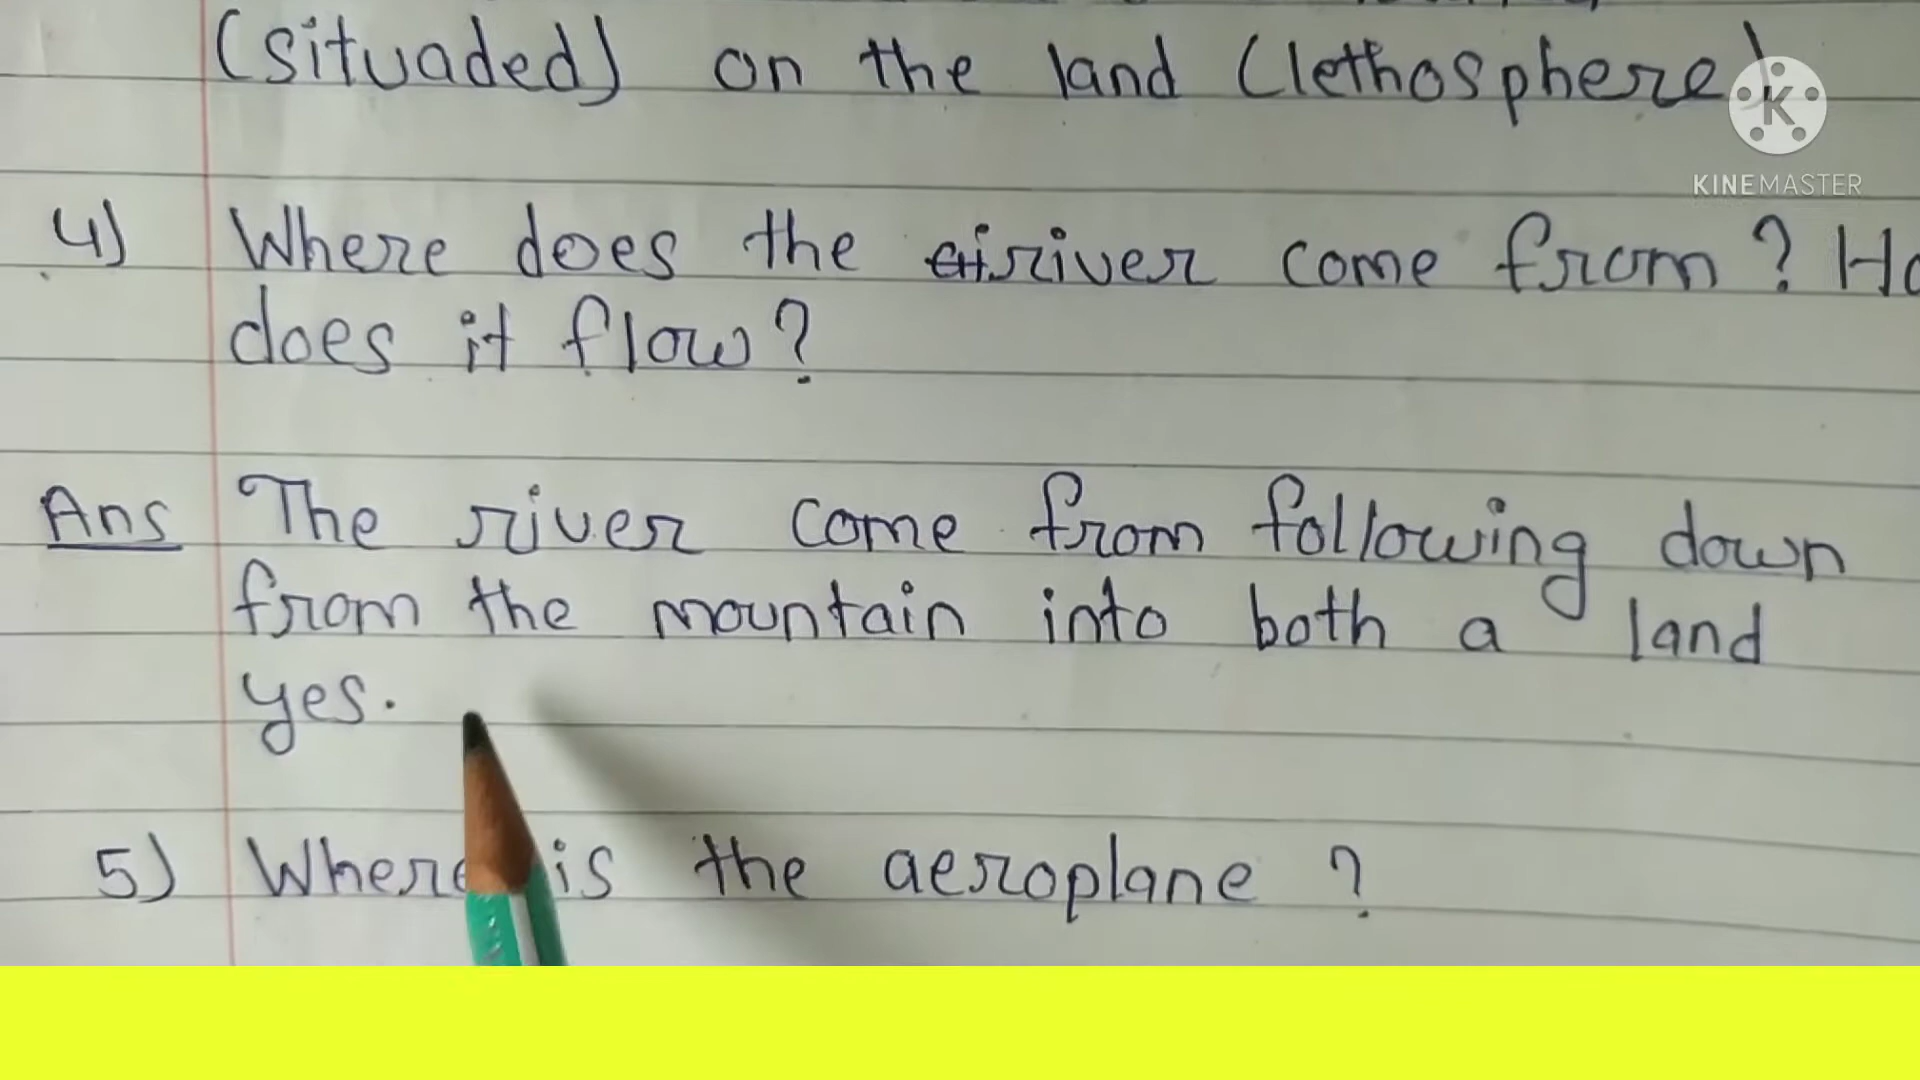 (situaded) on the land (lethosphere)
KINEMASTER
4) Where does the river come from ? Ho
does it flow ?
Ans The river come from following down
from the mountain into both a land
yes.
5) Where is the aeroplane ?